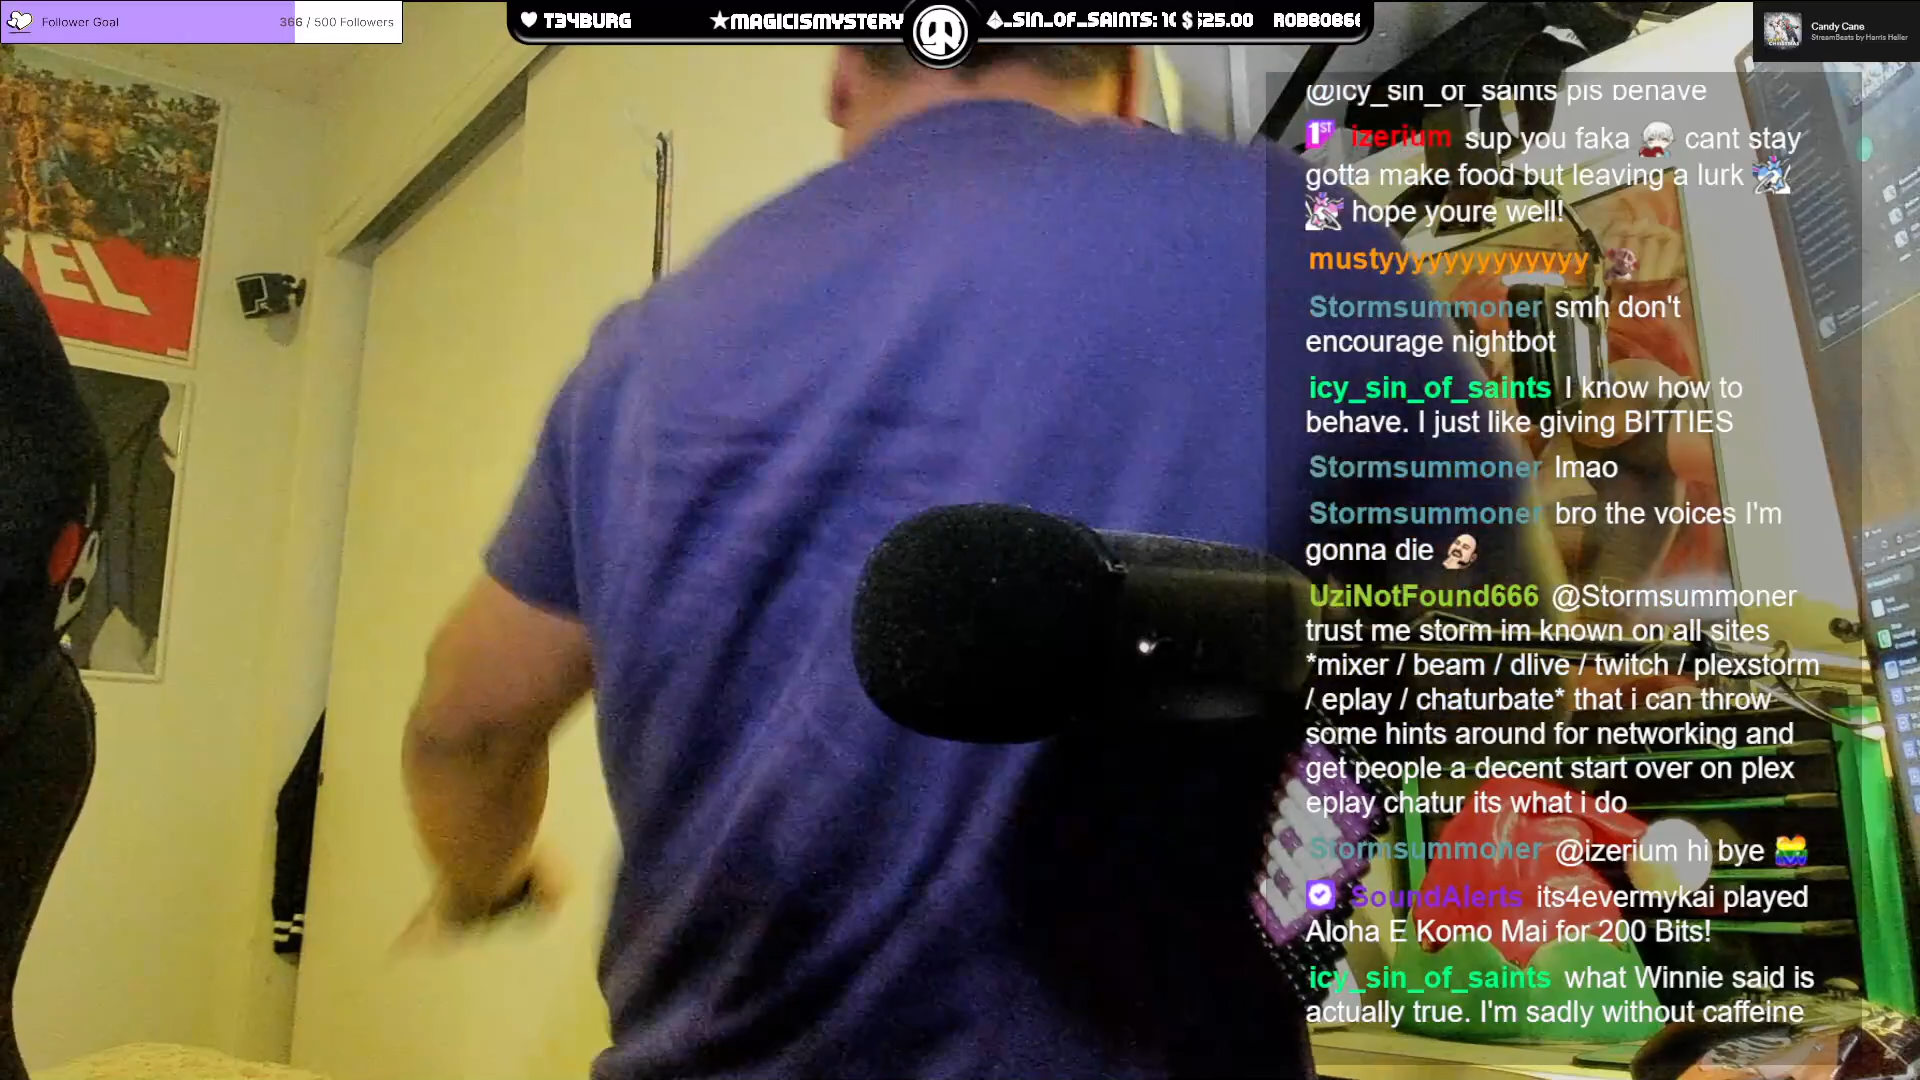 Follower Goal
366 / 500 Followers
T34BURG
MAGICISMYSTERY
_SIN_OF_SAINTS: 10
$25.00
ROB8086
Candy Cane
StreamBeats by Harris Heller
VEL
@icy_sin_of_saints pls behave
1ST izerium sup you faka cant stay
gotta make food but leaving a lurk
hope youre well!
mustyyyyyyyyyyyyy
Stormsummoner smh don't
encourage nightbot
icy_sin_of_saints I know how to
behave. I just like giving BITTIES
Stormsummoner lmao
Stormsummoner bro the voices I'm
gonna die
UziNotFound666 @Stormsummoner
trust me storm im known on all sites
*mixer / beam / dlive / twitch / plexstorm
/ eplay / chaturbate* that i can throw
some hints around for networking and
get people a decent start over on plex
eplay chatur its what i do
Stormsummoner @izerium hi bye
SoundAlerts its4evermykai played
Aloha E Komo Mai for 200 Bits!
icy_sin_of_saints what Winnie said is
actually true. I'm sadly without caffeine